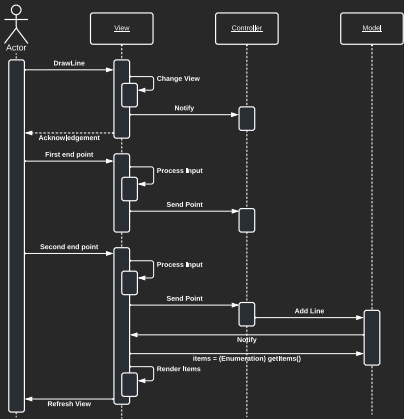 View
Controller
Model
Actor
DrawLine
Change View
Notify
Acknowledgement
First end point
Process Input
Send Point
Second end point
Process Input
Send Point
Add Line
Notify
items = (Enumeration) getItems()
Render Items
Refresh View